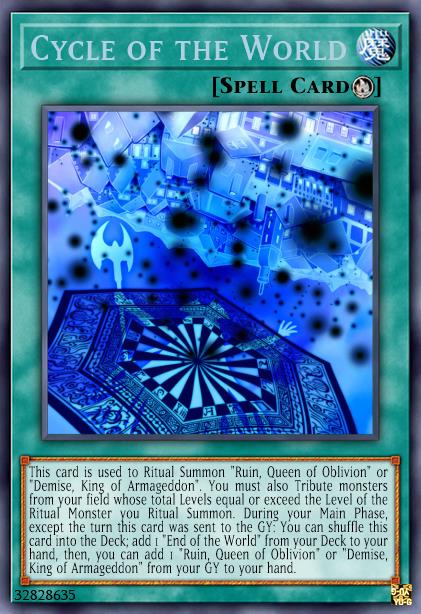 CYCLE OF THE WORLD
魔
[SPELL CARD]
This card is used to Ritual Summon "Ruin, Queen of Oblivion" or
"Demise, King of Armageddon". You must also Tribute monsters
from your field whose total Levels equal or exceed the Level of the
Ritual Monster you Ritual Summon. During your Main Phase,
except the turn this card was sent to the GY: You can shuffle this
card into the Deck; add 1 "End of the World" from your Deck to your
hand, then, you can add 1 "Ruin, Queen of Oblivion" or "Demise,
King of Armageddon" from your GY to your hand.
32828635